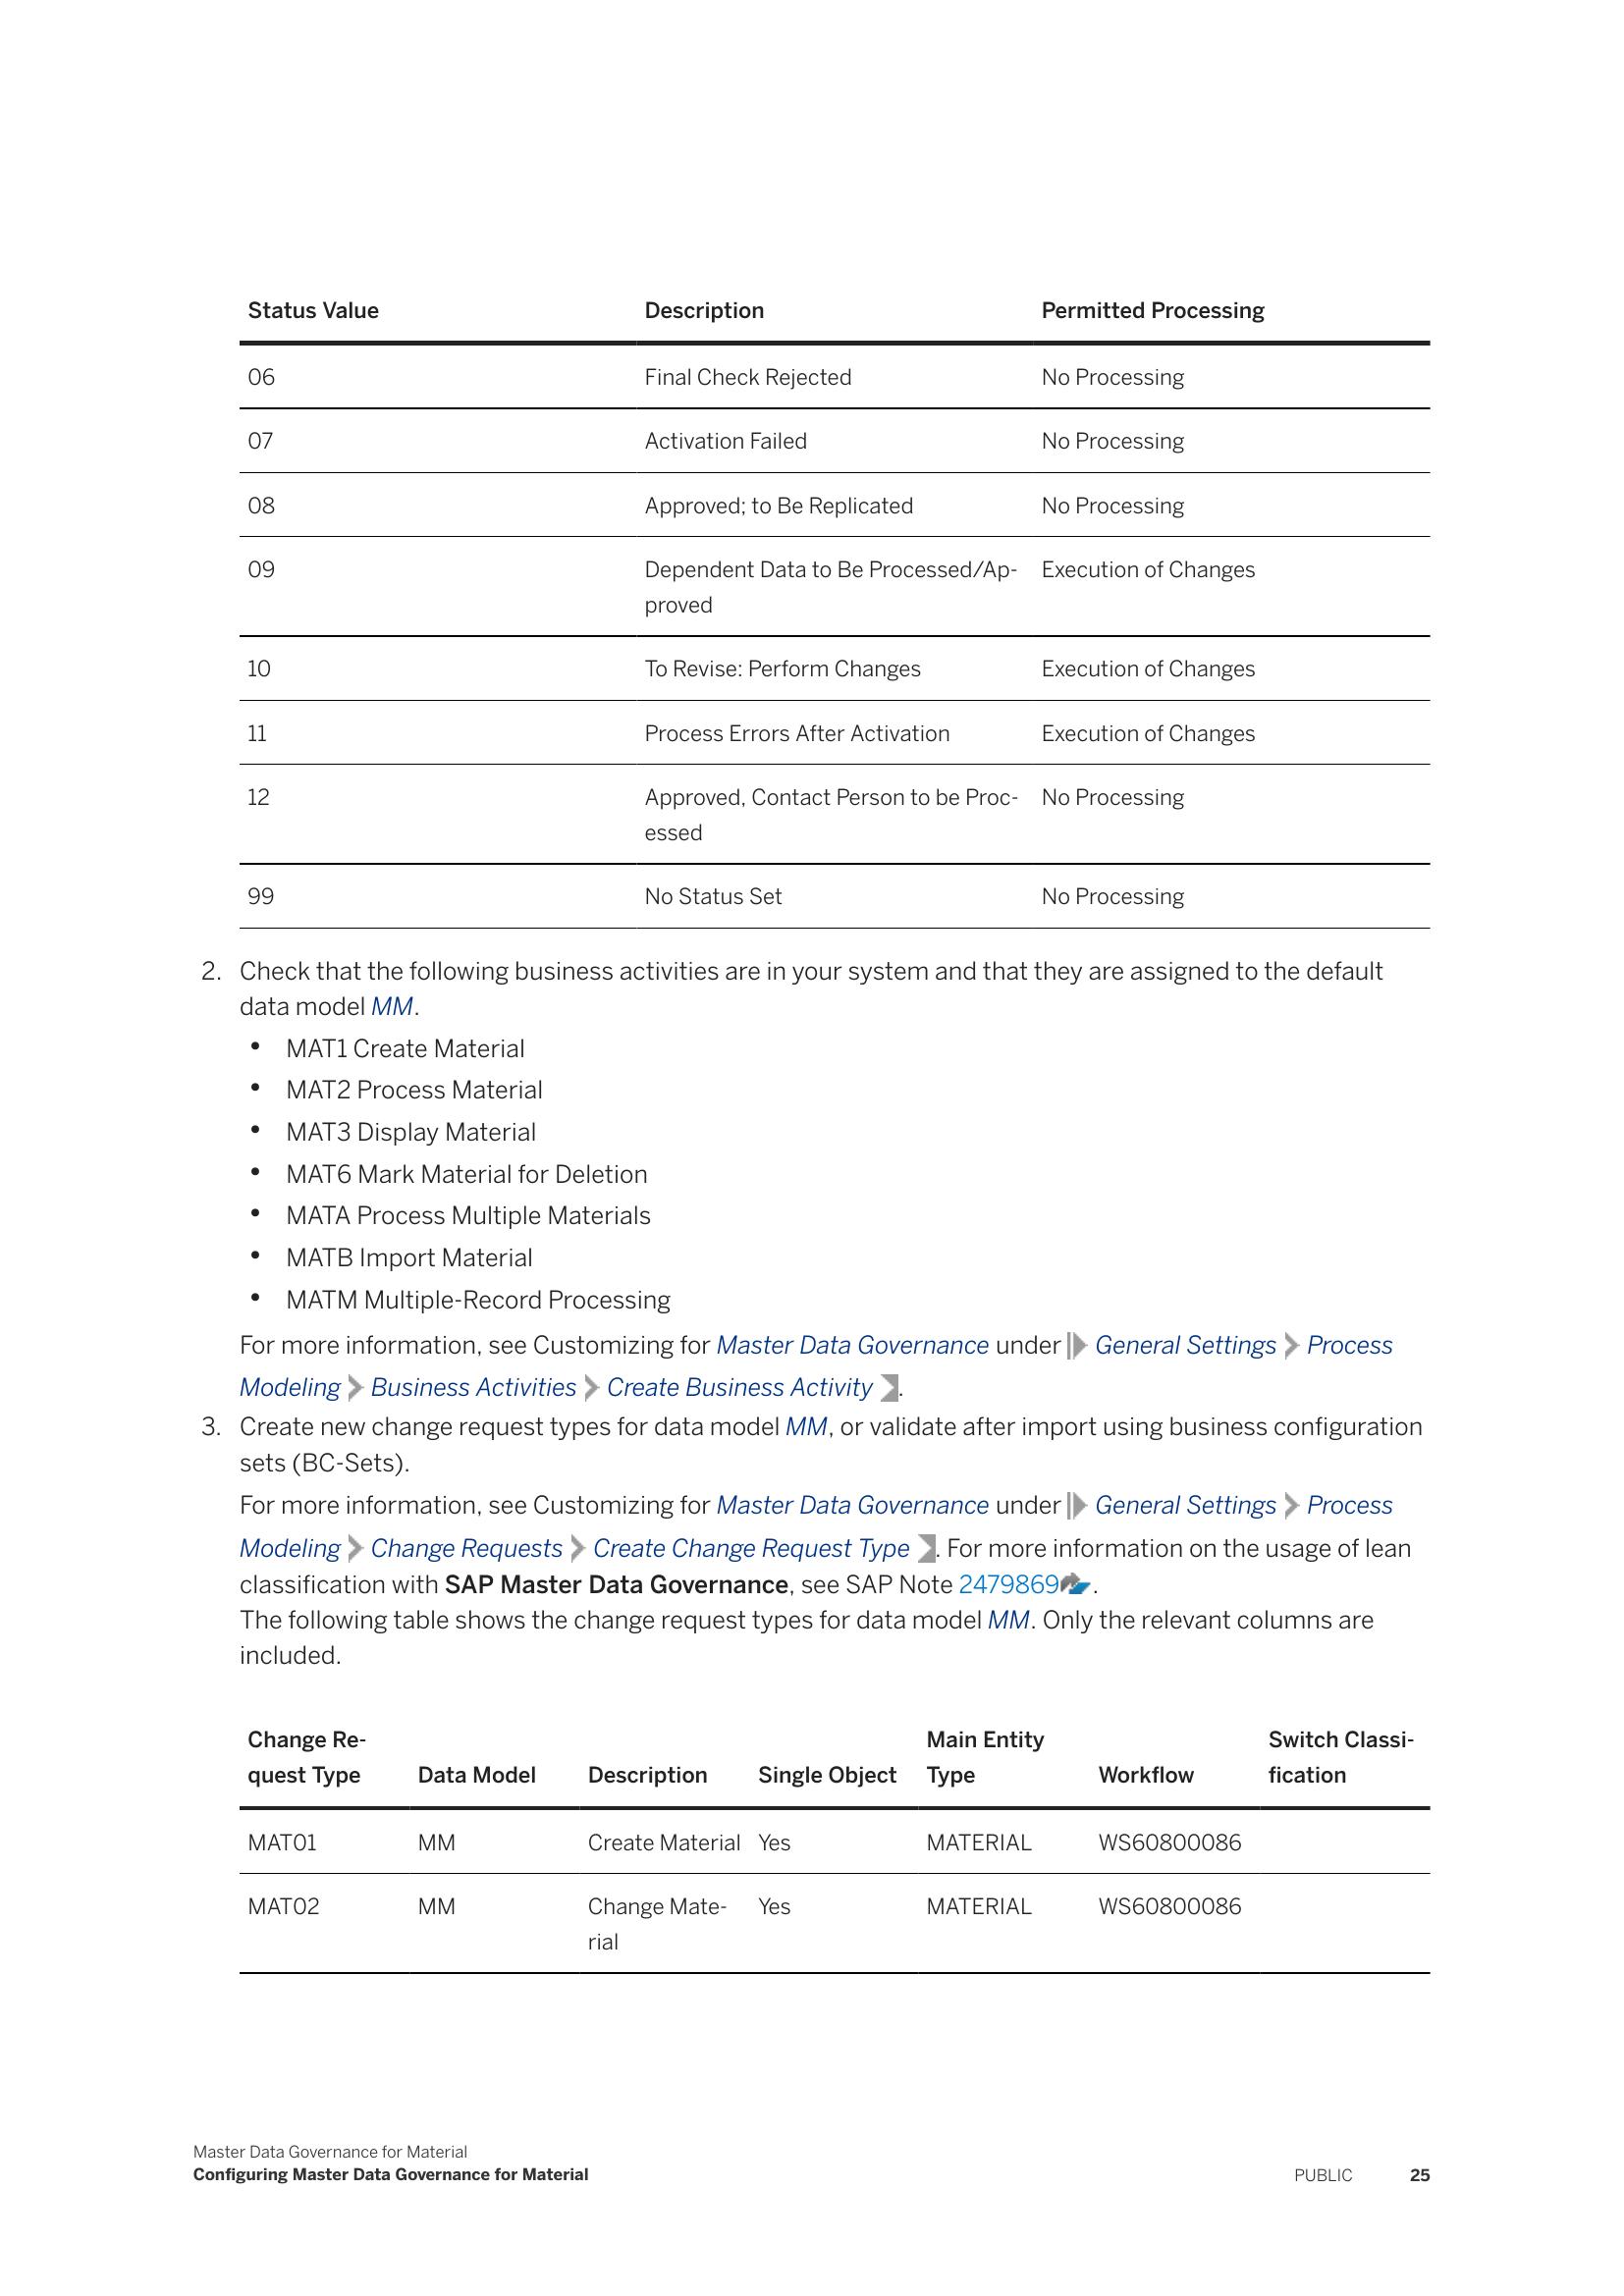 Status Value Description Permitted Processing
06 Final Check Rejected No Processing
07 Activation Failed No Processing
08 Approved; to Be Replicated No Processing
09 Dependent Data to Be Processed/Ap- Execution of Changes
proved
10 To Revise: Perform Changes Execution of Changes
11 Process Errors After Activation Execution of Changes
12 Approved, Contact Person to be Proc- No Processing
essed
99 No Status Set No Processing
2. Check that the following business activities are in your system and that they are assigned to the default
data model MM.
• MAT1 Create Material
• MAT2 Process Material
• MAT3 Display Material
• MAT6 Mark Material for Deletion
• MATA Process Multiple Materials
• MATB Import Material
• MATM Multiple-Record Processing
For more information, see Customizing for Master Data Governance under General Settings Process
Modeling Business Activities Create Business Activity .
3. Create new change request types for data model MM, or validate after import using business configuration
sets (BC-Sets).
For more information, see Customizing for Master Data Governance under General Settings Process
Modeling Change Requests Create Change Request Type . For more information on the usage of lean
classification with SAP Master Data Governance, see SAP Note 2479869 .
The following table shows the change request types for data model MM. Only the relevant columns are
included.
Change Re- Main Entity Switch Classi-
quest Type Data Model Description Single Object Type Workflow fication
MAT01 MM Create Material Yes MATERIAL WS60800086
MAT02 MM Change Mate- Yes MATERIAL WS60800086
rial
Master Data Governance for Material
Configuring Master Data Governance for Material PUBLIC 25